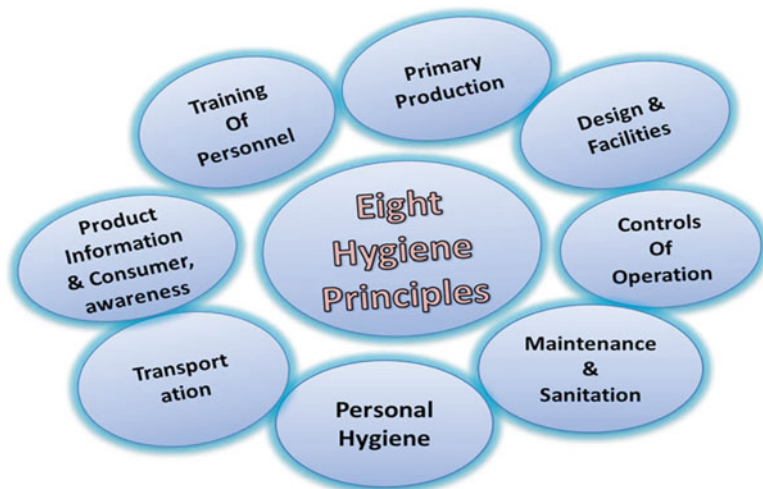 Eight
Hygiene
Principles
Primary
Production
Design &
Facilities
Controls
Of
Operation
Maintenance
&
Sanitation
Personal
Hygiene
Transport
ation
Product
Information
& Consumer,
awareness
Training
Of
Personnel